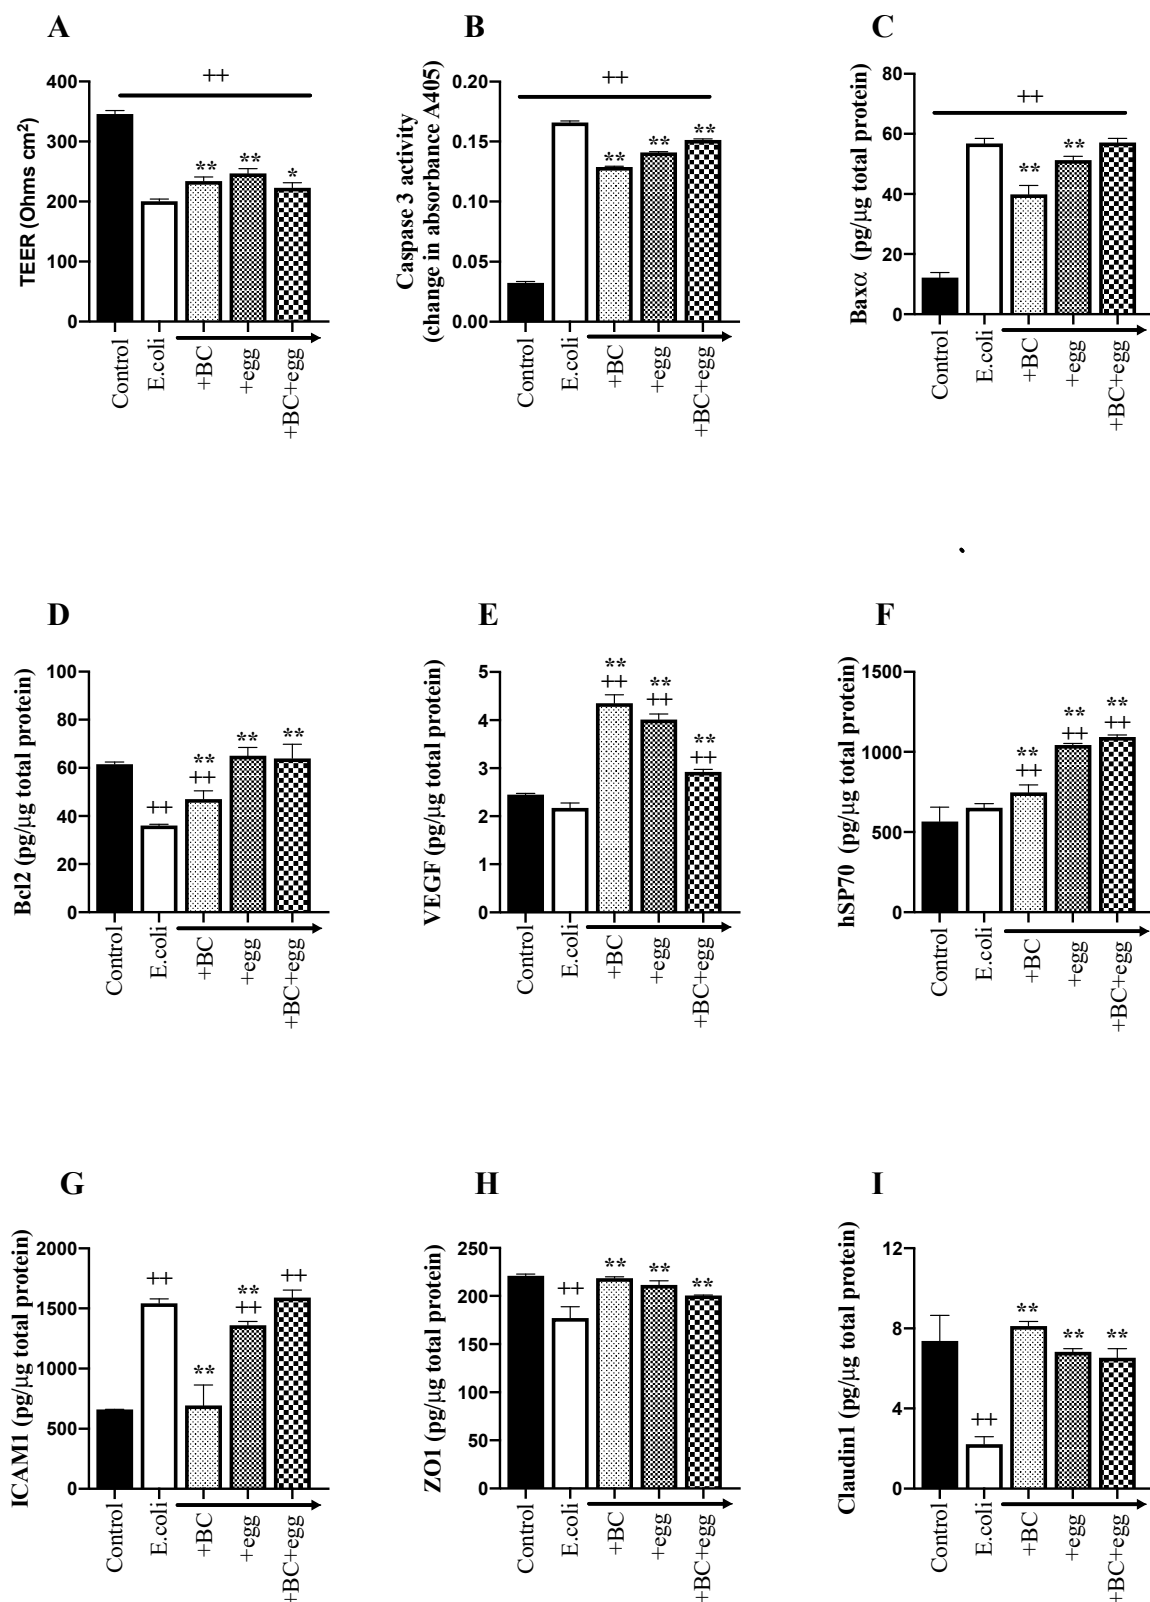 A
TEER (Ohms cm²)
400
300
200
100
0
++
**
**
*
Control
E.coli
+BC
+egg
+BC+egg
B
Caspase 3 activity
(change in absorbance A405)
0.20
0.15
0.10
0.05
0.00
++
**
**
**
Control
E.coli
+BC
+egg
+BC+egg
C
Baxα (pg/µg total protein)
80
60
40
20
0
++
**
**
Control
E.coli
+BC
+egg
+BC+egg
D
Bcl2 (pg/µg total protein)
100
80
60
40
20
0
++
**
++
**
**
Control
E.coli
+BC
+egg
+BC+egg
E
VEGF (pg/µg total protein)
5
4
3
2
1
0
**
++
**
++
**
++
Control
E.coli
+BC
+egg
+BC+egg
F
hSP70 (pg/µg total protein)
1500
1000
500
0
**
++
**
++
**
++
Control
E.coli
+BC
+egg
+BC+egg
G
ICAM1 (pg/µg total protein)
2000
1500
1000
500
0
++
**
**
++
++
Control
E.coli
+BC
+egg
+BC+egg
H
ZO1 (pg/µg total protein)
250
200
150
100
50
0
++
**
**
**
Control
E.coli
+BC
+egg
+BC+egg
I
Claudin1 (pg/µg total protein)
12
8
4
0
++
**
**
**
Control
E.coli
+BC
+egg
+BC+egg